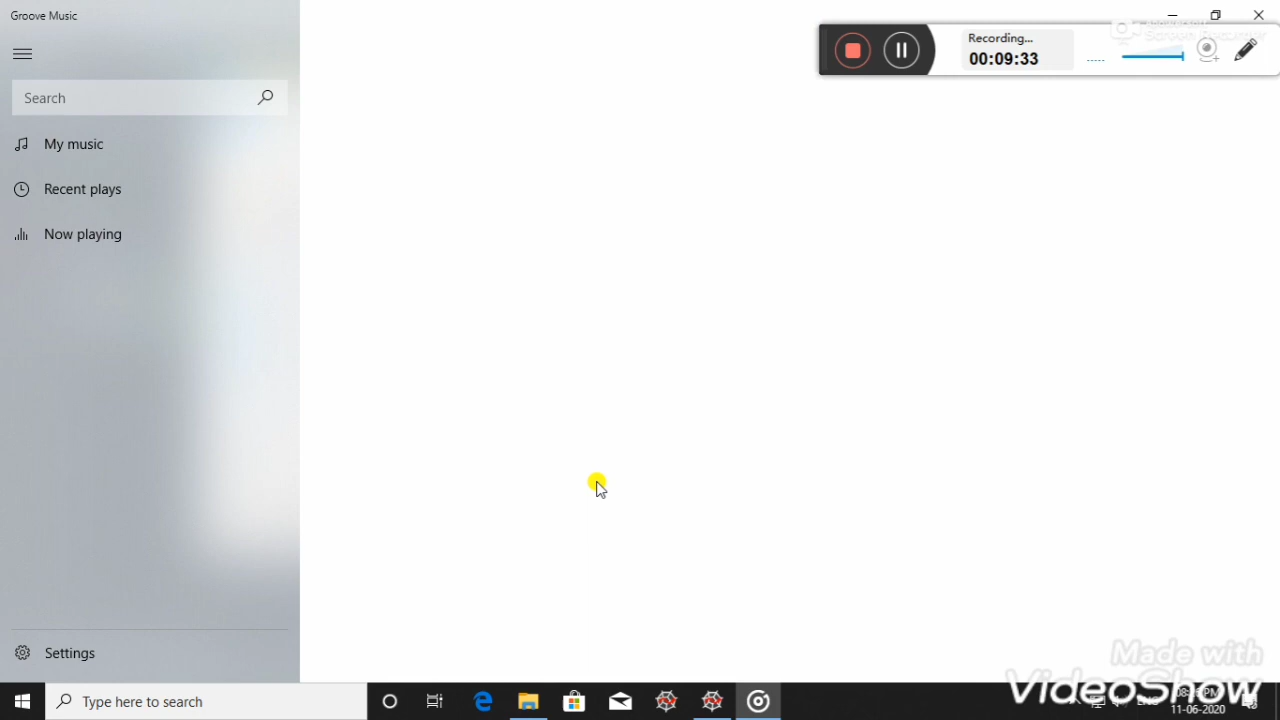 Groove Music
Recording...
00:09:33
Search
My music
Recent plays
Now playing
Settings
Made with
VideoShow
Type here to search
ENG
11-06-2020